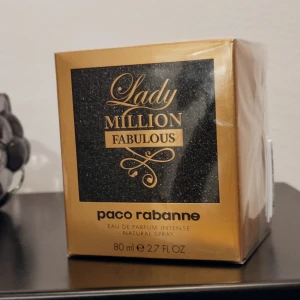 Lady
MILLION
FABULOUS
paco rabanne
EAU DE PARFUM INTENSE
NATURAL SPRAY
80 ml ℮ 2.7 FL OZ